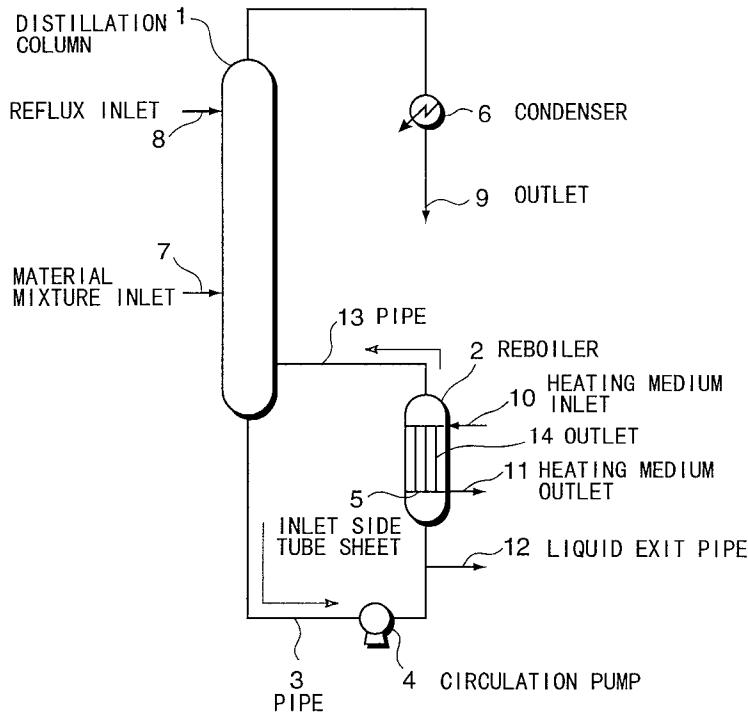 DISTILLATION 1
COLUMN
REFLUX INLET
8
6 CONDENSER
9 OUTLET
7
MATERIAL
MIXTURE INLET
13 PIPE
2 REBOILER
10 HEATING MEDIUM
INLET
14 OUTLET
11 HEATING MEDIUM
OUTLET
5
INLET SIDE
TUBE SHEET
12 LIQUID EXIT PIPE
3
PIPE
4 CIRCULATION PUMP